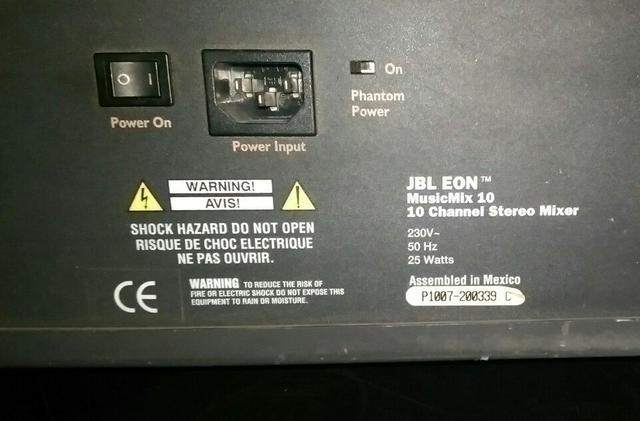 On
Phantom
Power
Power On
Power Input
WARNING!
AVIS!
SHOCK HAZARD DO NOT OPEN
RISQUE DE CHOC ELECTRIQUE
NE PAS OUVRIR.
CE
WARNING TO REDUCE THE RISK OF
FIRE OR ELECTRIC SHOCK DO NOT EXPOSE THIS
EQUIPMENT TO RAIN OR MOISTURE.
JBL EON™
MusicMix 10
10 Channel Stereo Mixer
230V~
50 Hz
25 Watts
Assembled in Mexico
P1007-200339 C